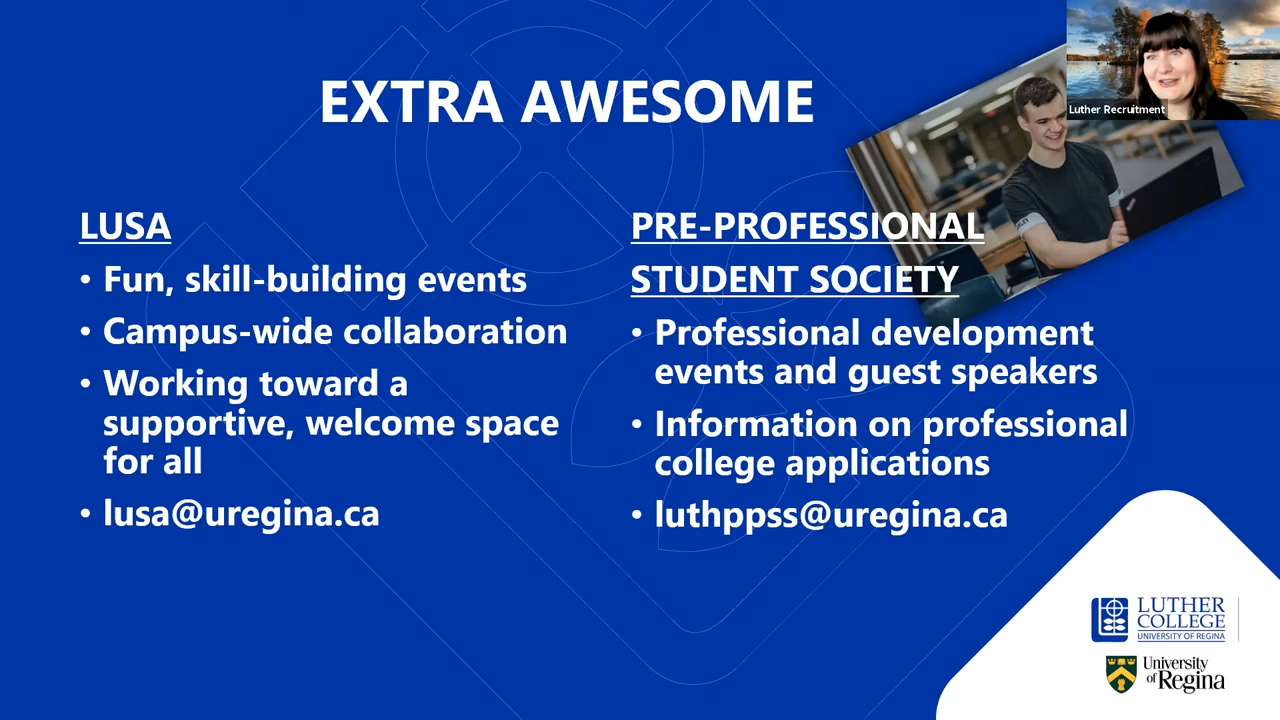 EXTRA AWESOME
Luther Recruitment
LUSA
• Fun, skill-building events
• Campus-wide collaboration
• Working toward a
supportive, welcome space
for all
• lusa@uregina.ca
PRE-PROFESSIONAL
STUDENT SOCIETY
• Professional development
events and guest speakers
• Information on professional
college applications
• luthppss@uregina.ca
LUTHER
COLLEGE
UNIVERSITY OF REGINA
University
of Regina